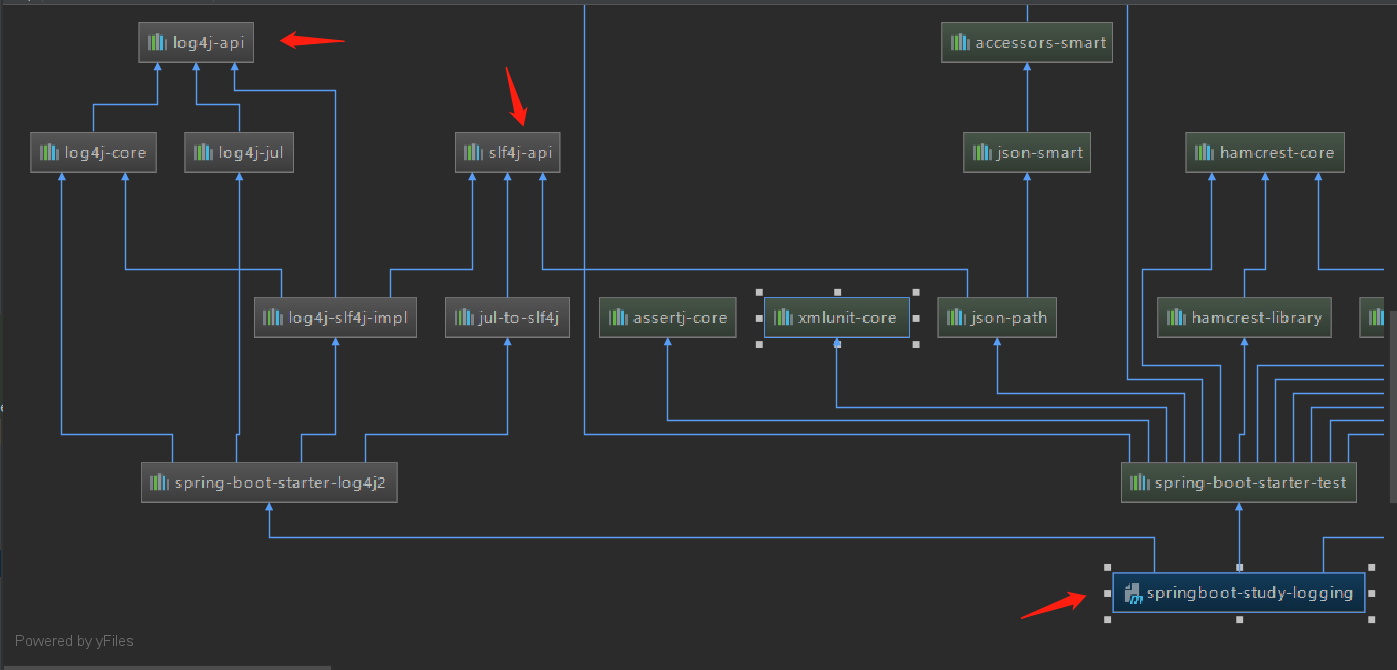 log4j-api
accessors-smart
log4j-core
log4j-jul
slf4j-api
json-smart
hamcrest-core
log4j-slf4j-impl
jul-to-slf4j
assertj-core
xmlunit-core
json-path
hamcrest-library
spring-boot-starter-log4j2
spring-boot-starter-test
springboot-study-logging
Powered by yFiles